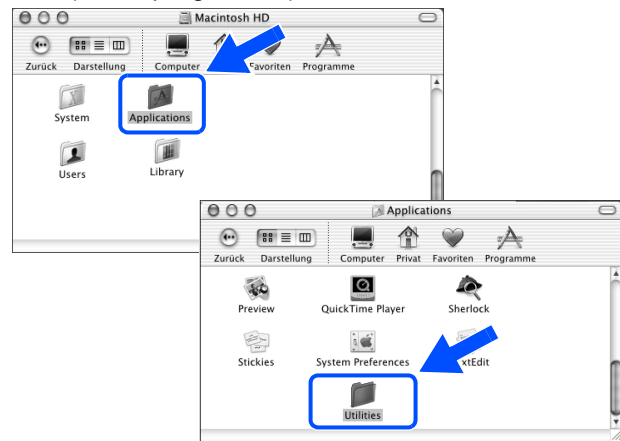 Macintosh HD
Zurück Darstellung Computer Favoriten Programme
System Applications
Users Library
Applications
Zurück Darstellung Computer Privat Favoriten Programme
Preview QuickTime Player Sherlock
Stickies System Preferences xtEdit
Utilities